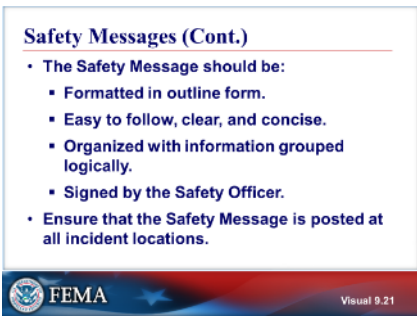 Safety Messages (Cont.)
• The Safety Message should be:
▪ Formatted in outline form.
▪ Easy to follow, clear, and concise.
▪ Organized with information grouped
logically.
▪ Signed by the Safety Officer.
• Ensure that the Safety Message is posted at
all incident locations.
FEMA
Visual 9.21